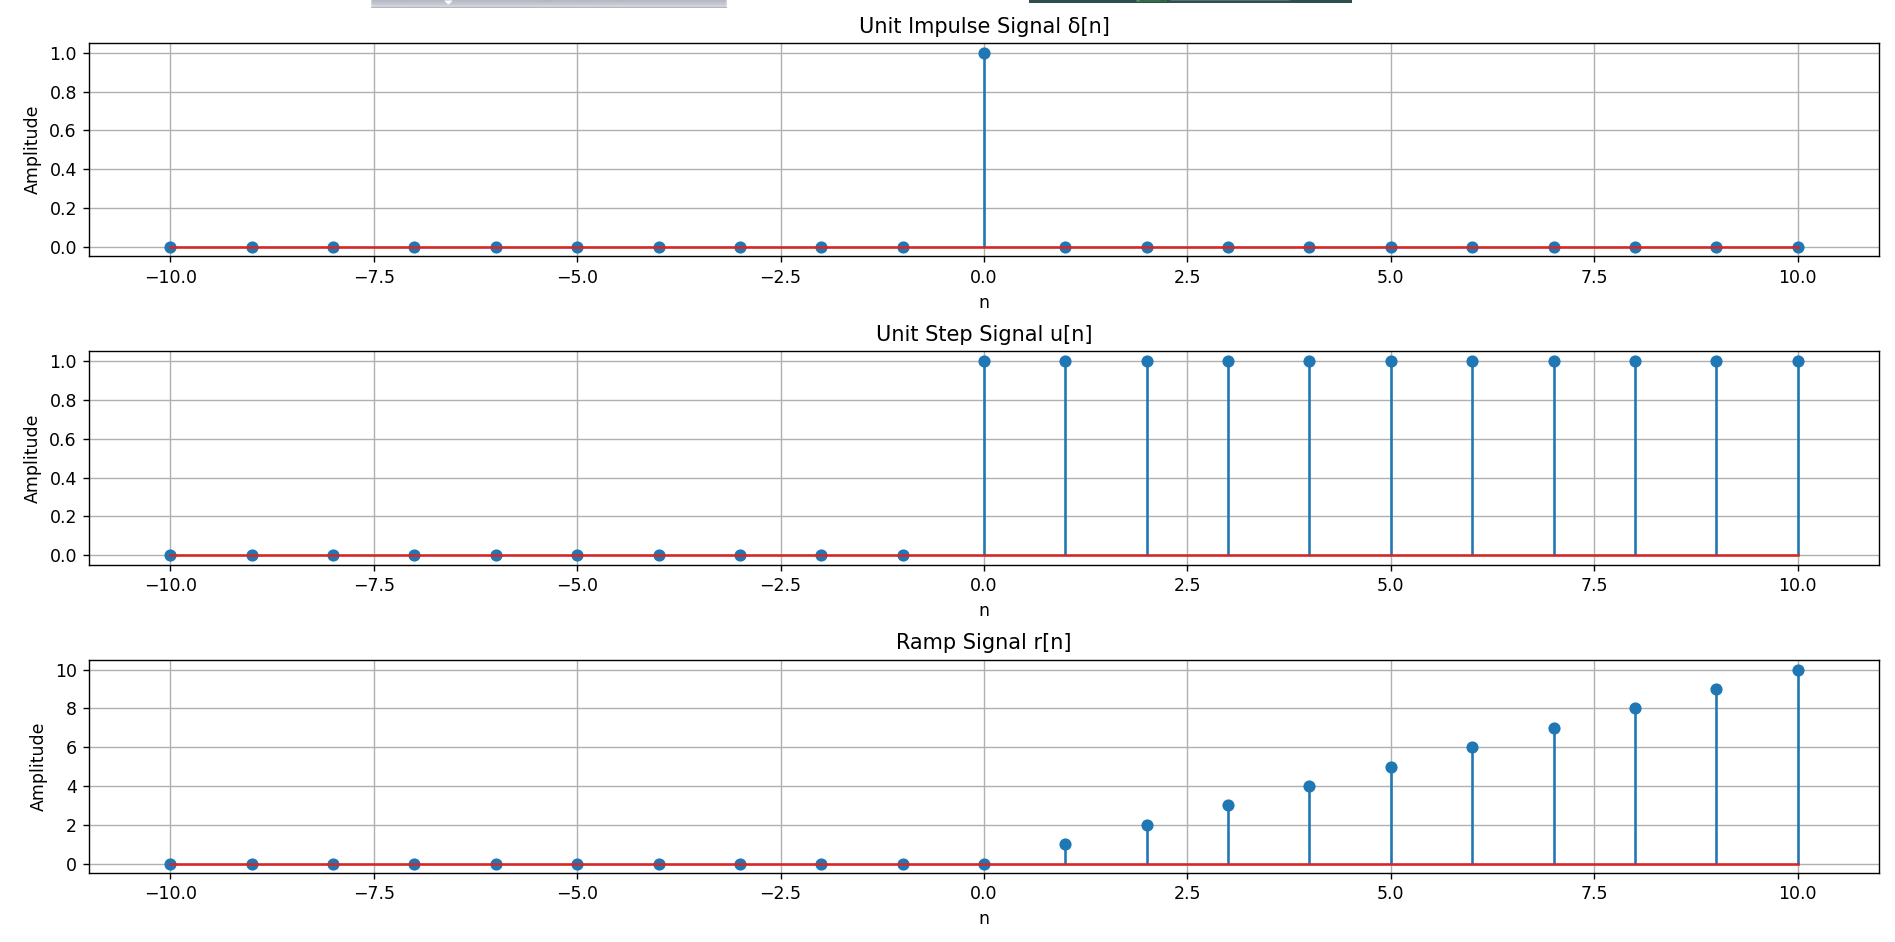 Unit Impulse Signal δ[n]
Amplitude
1.0
0.8
0.6
0.4
0.2
0.0
−10.0 −7.5 −5.0 −2.5 0.0 2.5 5.0 7.5 10.0
n
Unit Step Signal u[n]
Amplitude
1.0
0.8
0.6
0.4
0.2
0.0
−10.0 −7.5 −5.0 −2.5 0.0 2.5 5.0 7.5 10.0
n
Ramp Signal r[n]
Amplitude
10
8
6
4
2
0
−10.0 −7.5 −5.0 −2.5 0.0 2.5 5.0 7.5 10.0
n